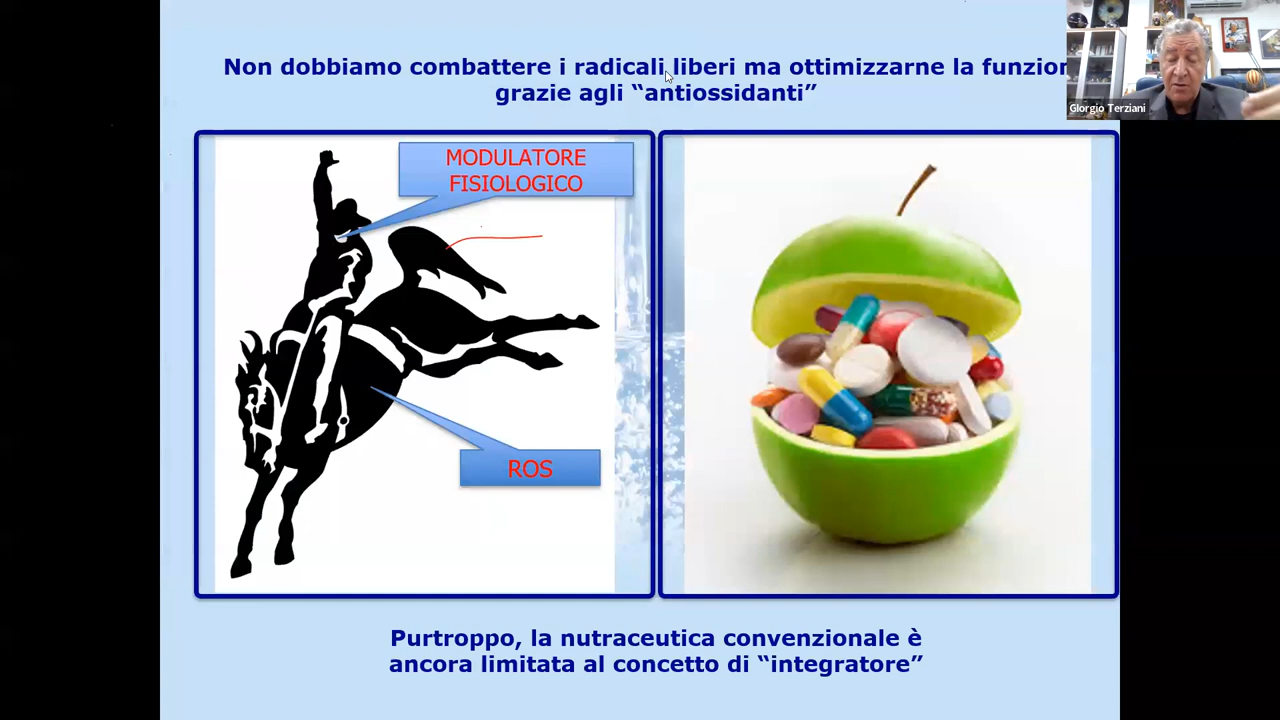 Non dobbiamo combattere i radicali liberi ma ottimizzarne la
grazie agli “antiossidanti”
GIorgio Terziani
MODULATORE
FISIOLOGICO
ROS
Purtroppo, la nutraceutica convenzionale è
ancora limitata al concetto di “integratore”